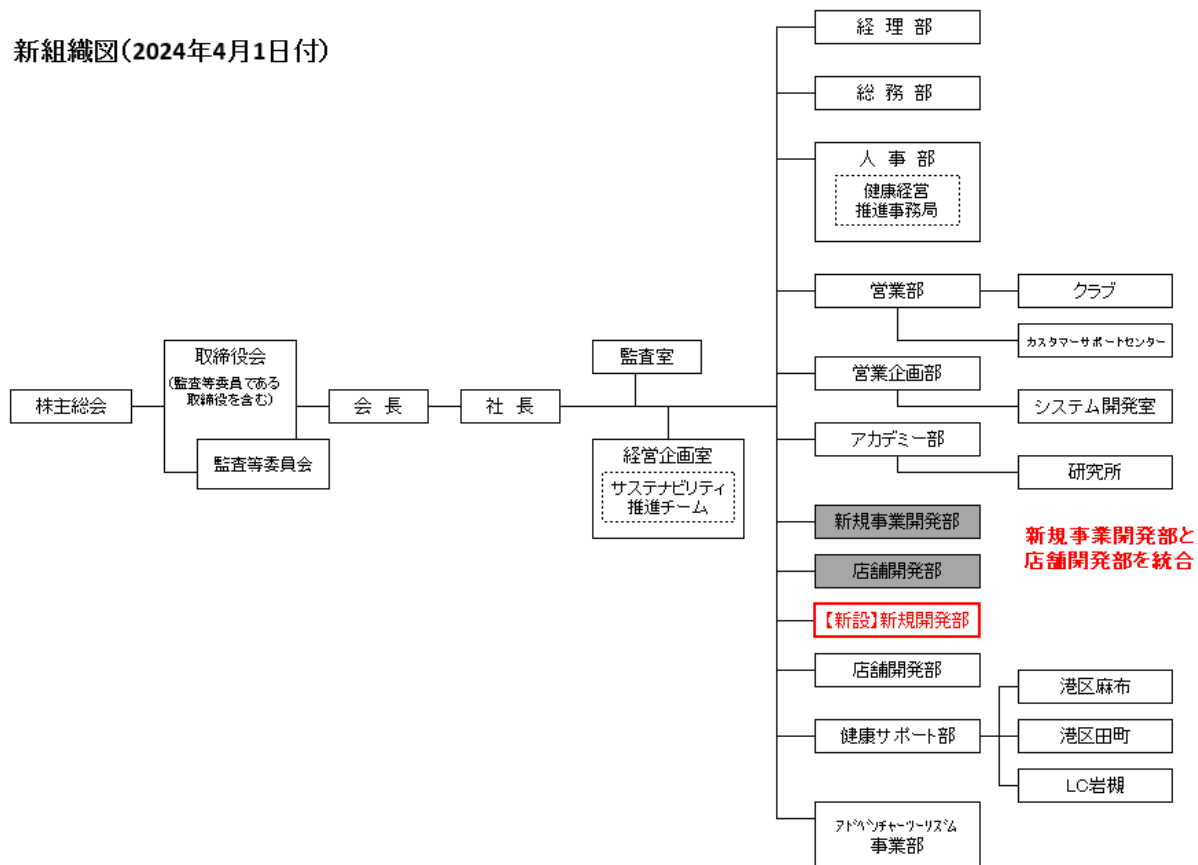 新組織図(2024年4月1日付)
経 理 部
総 務 部
人 事 部
健康経営
推進事務局
営業部
クラブ
カスタマーサポートセンター
取締役会
(監査等委員である
取締役を含む)
監査室
営業企画部
株主総会
会 長
社 長
システム開発室
アカデミー部
監査等委員会
経営企画室
サステナビリティ
推進チーム
研究所
新規事業開発部
新規事業開発部と
店舗開発部を統合
店舗開発部
【新設】新規開発部
店舗開発部
港区麻布
健康サポート部
港区田町
LC岩槻
アドベンチャーツーリズム
事業部